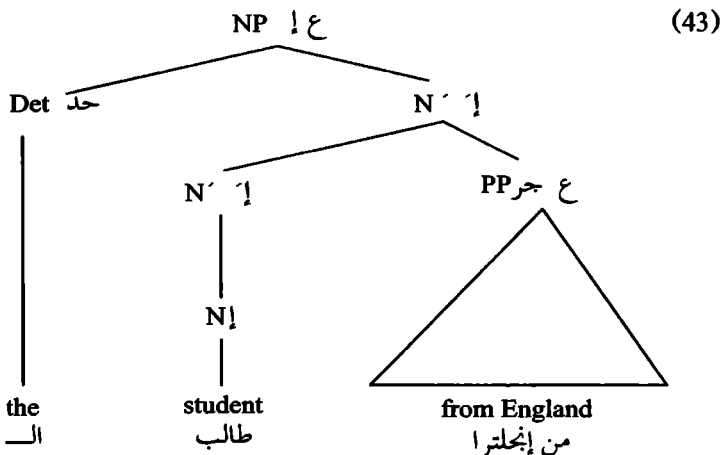 NP ع إ (43)
Det حد N´´ إ´´
N´ إ´ PP ع جر
N إ
the student from England
الـ طالب من إنجلترا